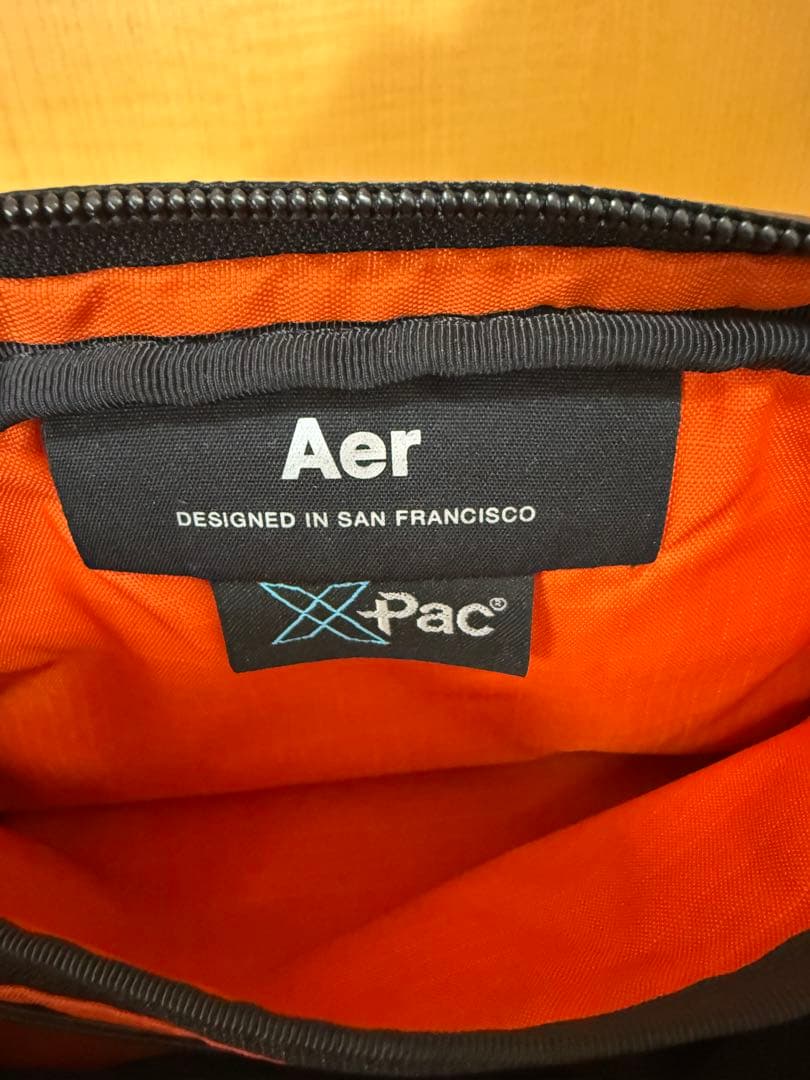 Aer
DESIGNED IN SAN FRANCISCO
X-Pac®